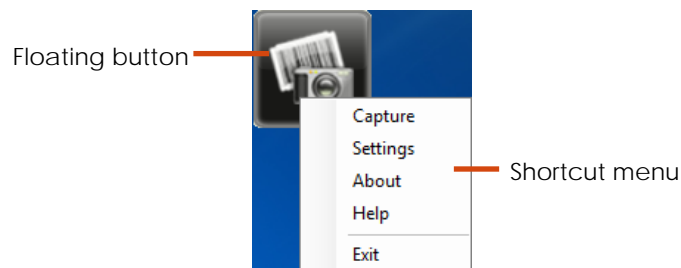 Floating button
Capture
Settings
About
Shortcut menu
Help
Exit